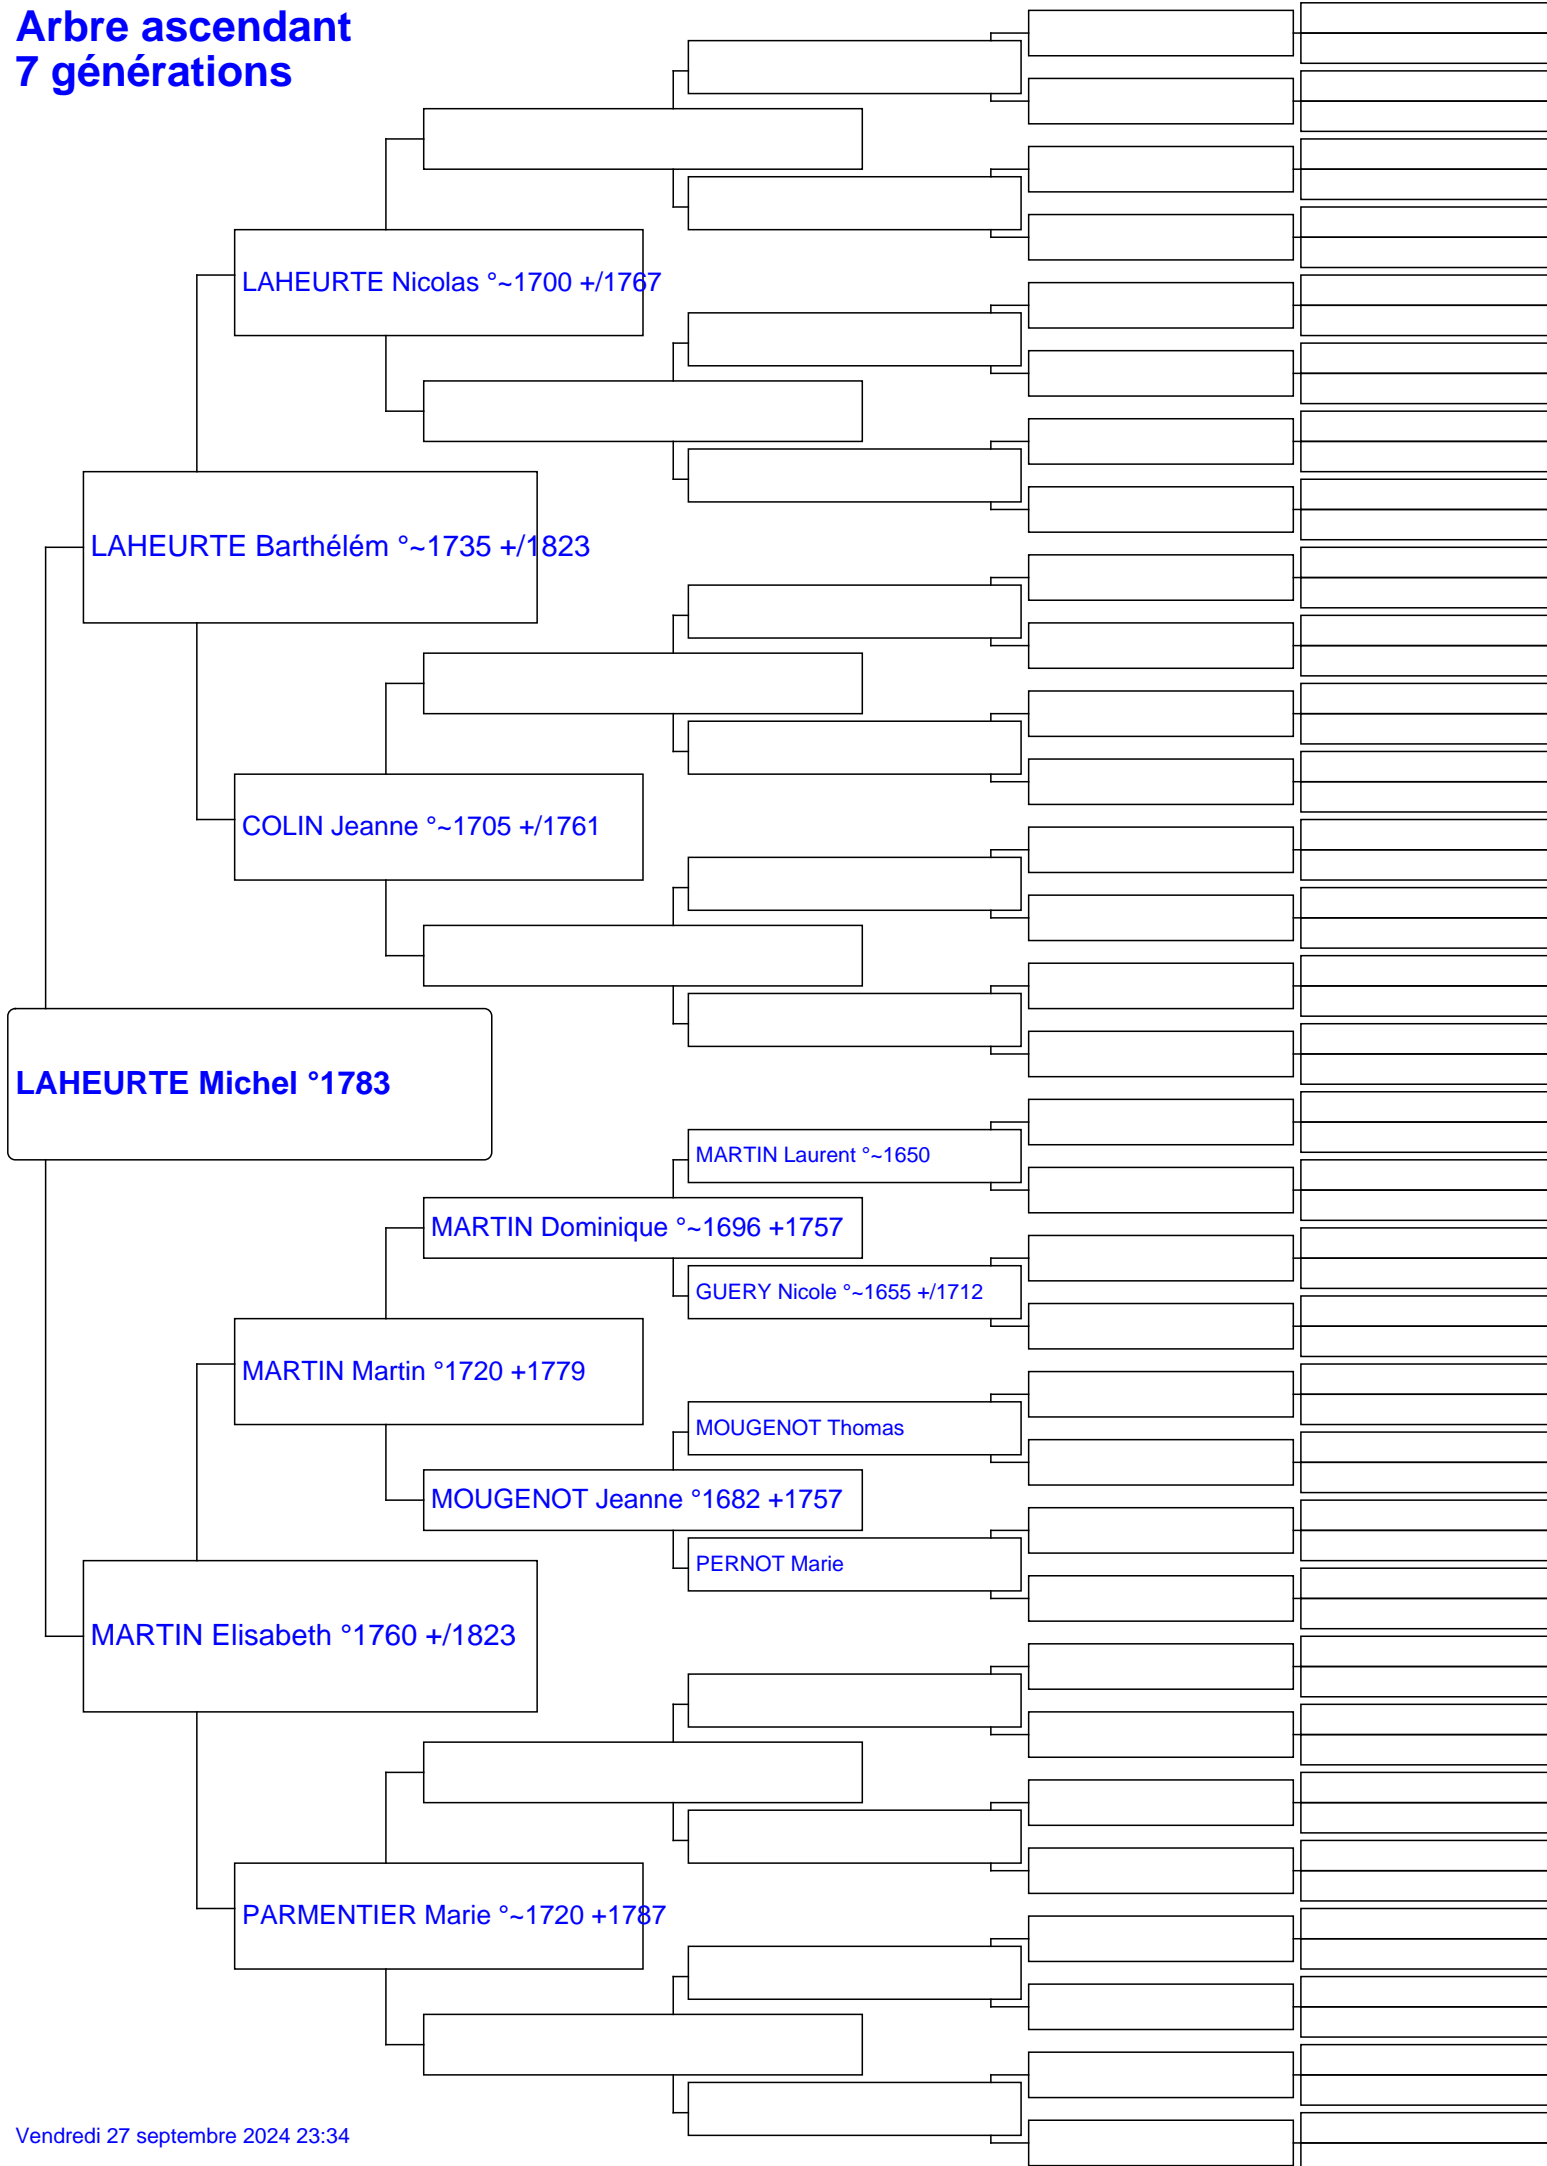 Arbre ascendant
7 générations
LAHEURTE Nicolas °~1700 +/1767
LAHEURTE Barthélém °~1735 +/1823
COLIN Jeanne °~1705 +/1761
LAHEURTE Michel °1783
MARTIN Laurent °~1650
MARTIN Dominique °~1696 +1757
GUERY Nicole °~1655 +/1712
MARTIN Martin °1720 +1779
MOUGENOT Thomas
MOUGENOT Jeanne °1682 +1757
PERNOT Marie
MARTIN Elisabeth °1760 +/1823
PARMENTIER Marie °~1720 +1787
Vendredi 27 septembre 2024 23:34